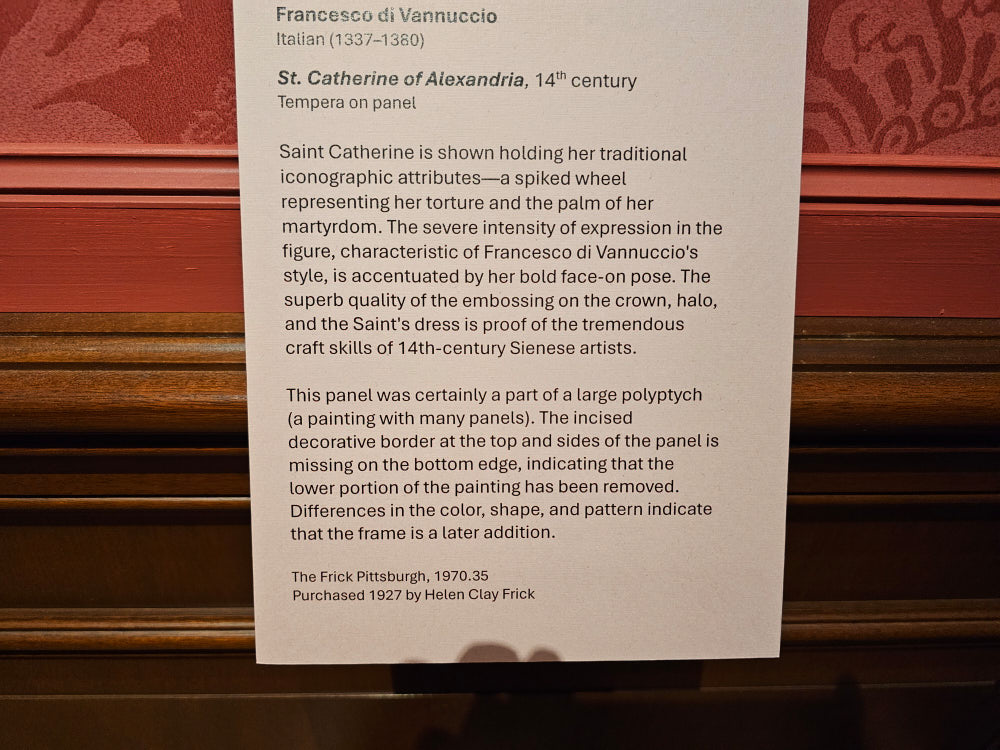 Francesco di Vannuccio
Italian (1337–1380)
St. Catherine of Alexandria, 14th century
Tempera on panel
Saint Catherine is shown holding her traditional
iconographic attributes—a spiked wheel
representing her torture and the palm of her
martyrdom. The severe intensity of expression in the
figure, characteristic of Francesco di Vannuccio's
style, is accentuated by her bold face-on pose. The
superb quality of the embossing on the crown, halo,
and the Saint's dress is proof of the tremendous
craft skills of 14th-century Sienese artists.
This panel was certainly a part of a large polyptych
(a painting with many panels). The incised
decorative border at the top and sides of the panel is
missing on the bottom edge, indicating that the
lower portion of the painting has been removed.
Differences in the color, shape, and pattern indicate
that the frame is a later addition.
The Frick Pittsburgh, 1970.35
Purchased 1927 by Helen Clay Frick